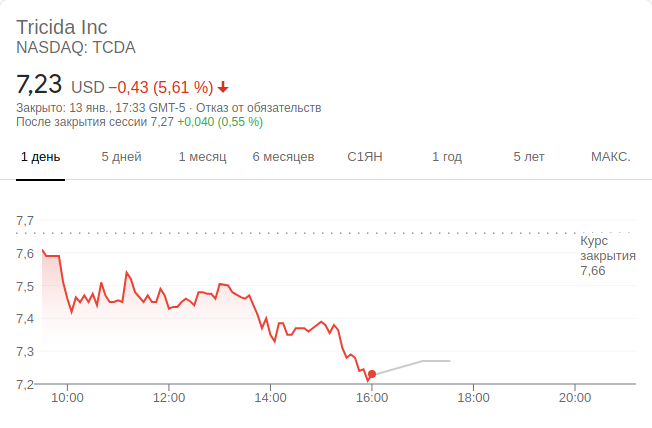 Tricida Inc
NASDAQ: TCDA
7,23 USD −0,43 (5,61 %)
Закрыто: 13 янв., 17:33 GMT-5 · Отказ от обязательств
После закрытия сессии 7,27 +0,040 (0,55 %)
1 день 5 дней 1 месяц 6 месяцев С1ЯН 1 год 5 лет МАКС.
7,7
Курс
закрытия
7,66
7,6
7,5
7,4
7,3
7,2
10:00 12:00 14:00 16:00 18:00 20:00